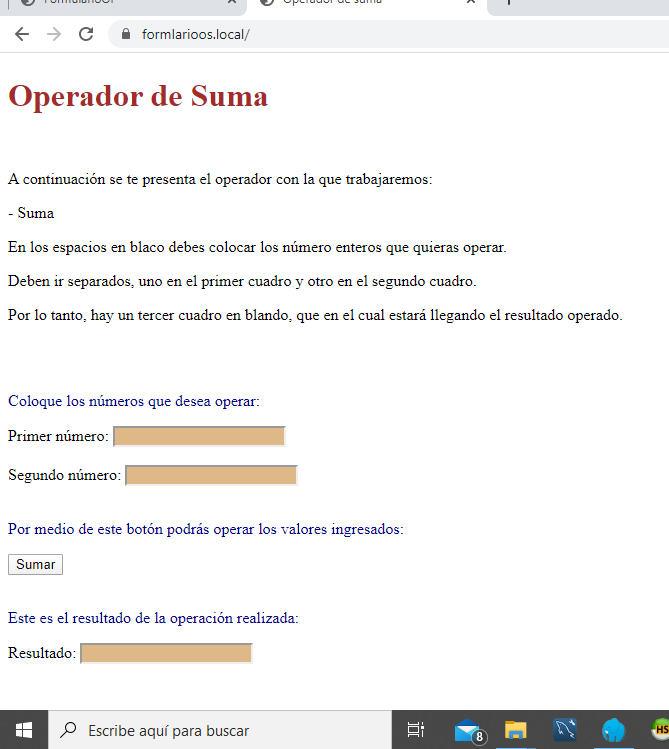 formlarioos.local/
Operador de Suma
A continuación se te presenta el operador con la que trabajaremos:
- Suma
En los espacios en blaco debes colocar los número enteros que quieras operar.
Deben ir separados, uno en el primer cuadro y otro en el segundo cuadro.
Por lo tanto, hay un tercer cuadro en blando, que en el cual estará llegando el resultado operado.
Coloque los números que desea operar:
Primer número:
Segundo número:
Por medio de este botón podrás operar los valores ingresados:
Sumar
Este es el resultado de la operación realizada:
Resultado:
Escribe aquí para buscar
8